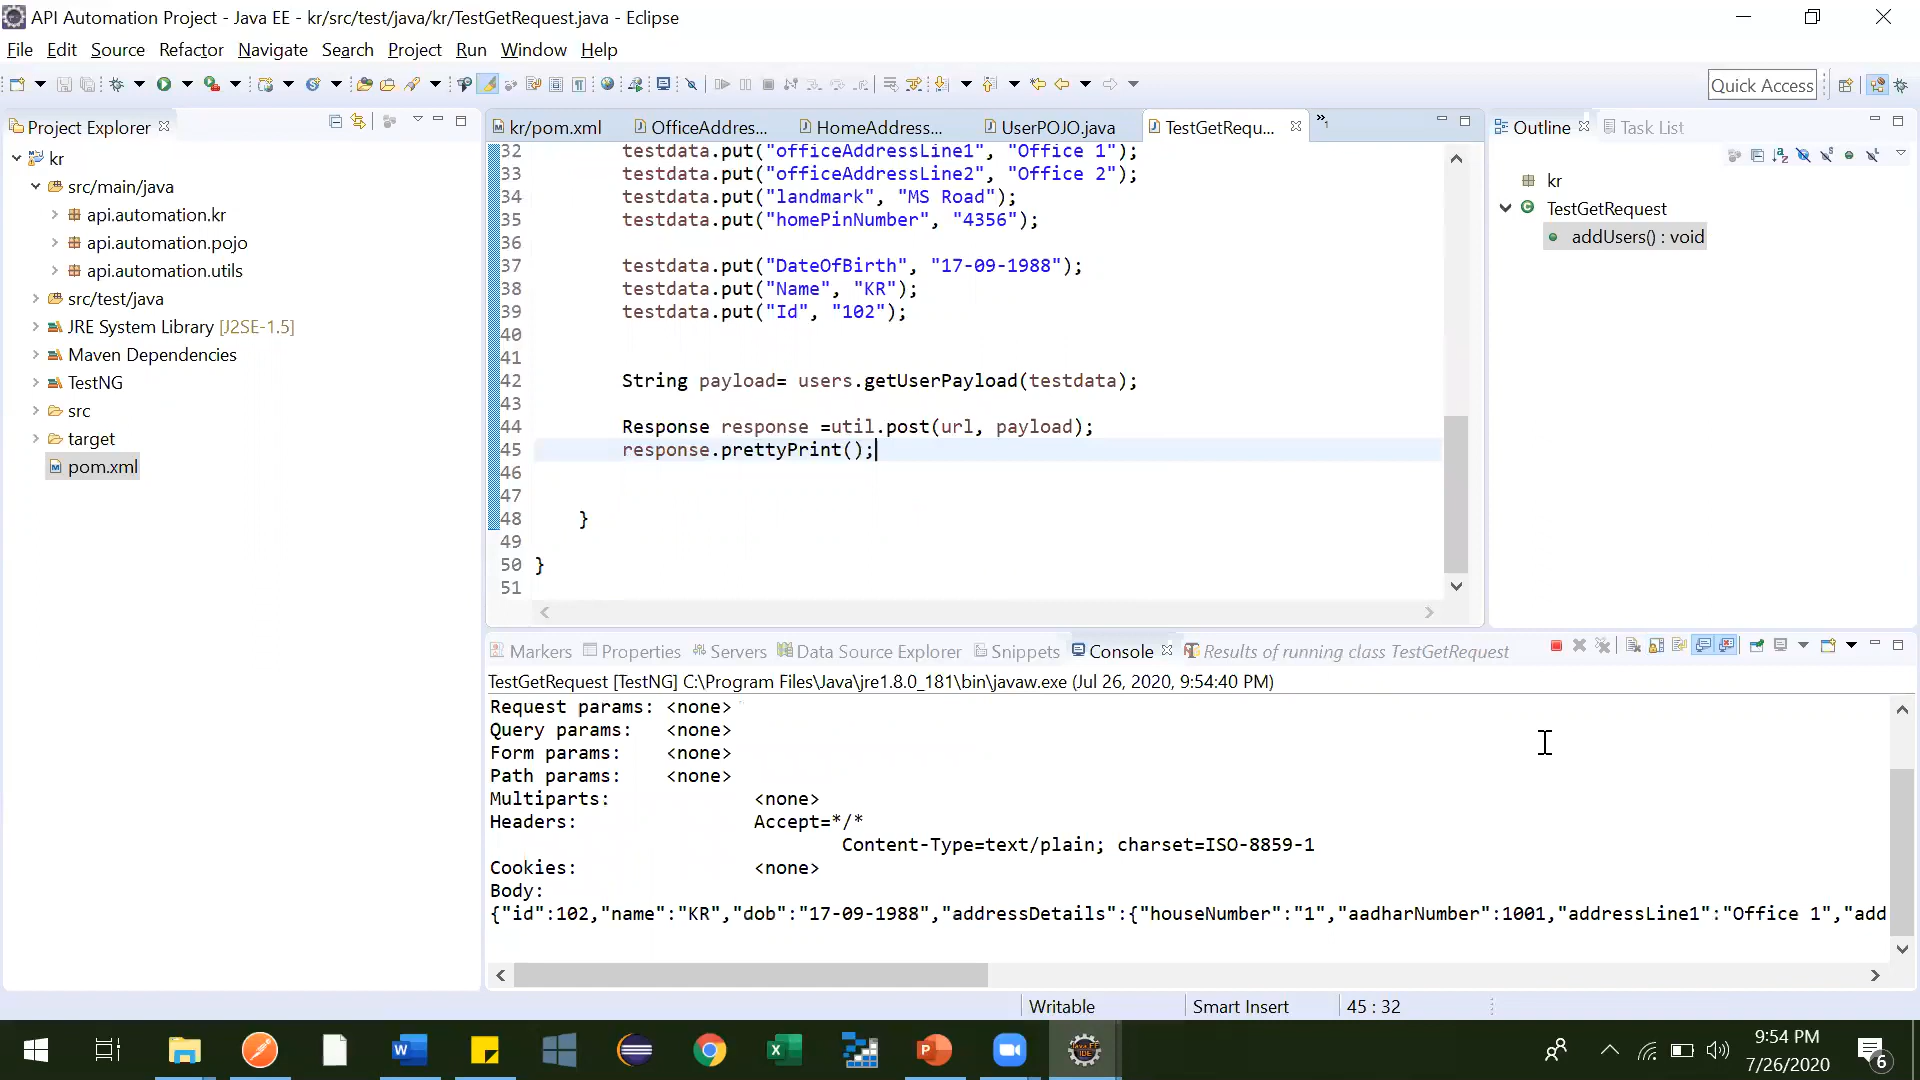 API Automation Project - Java EE - kr/src/test/java/kr/TestGetRequest.java - Eclipse
File Edit Source Refactor Navigate Search Project Run Window Help
Quick Access
Project Explorer
kr
src/main/java
api.automation.kr
api.automation.pojo
api.automation.utils
src/test/java
JRE System Library [J2SE-1.5]
Maven Dependencies
TestNG
src
target
pom.xml
kr/pom.xml OfficeAddres... HomeAddress... UserPOJO.java TestGetRequ... »1
32 testdata.put("officeAddressLine1", "Office 1");
33 testdata.put("officeAddressLine2", "Office 2");
34 testdata.put("landmark", "MS Road");
35 testdata.put("homePinNumber", "4356");
36
37 testdata.put("DateOfBirth", "17-09-1988");
38 testdata.put("Name", "KR");
39 testdata.put("Id", "102");
40
41
42 String payload= users.getUserPayload(testdata);
43
44 Response response =util.post(url, payload);
45 response.prettyPrint();
46
47
48 }
49
50 }
51
Outline Task List
kr
TestGetRequest
addUsers() : void
Markers Properties Servers Data Source Explorer Snippets Console Results of running class TestGetRequest
TestGetRequest [TestNG] C:\Program Files\Java\jre1.8.0_181\bin\javaw.exe (Jul 26, 2020, 9:54:40 PM)
Request params: <none>
Query params: <none>
Form params: <none>
Path params: <none>
Multiparts: <none>
Headers: Accept=*/*
Content-Type=text/plain; charset=ISO-8859-1
Cookies: <none>
Body:
{"id":102,"name":"KR","dob":"17-09-1988","addressDetails":{"houseNumber":"1","aadharNumber":1001,"addressLine1":"Office 1","add
Writable Smart Insert 45 : 32
9:54 PM
7/26/2020
6